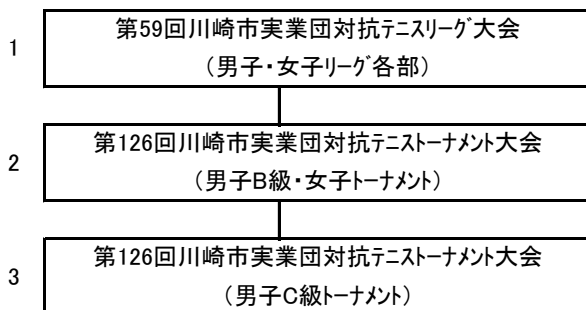 第59回川崎市実業団対抗ﾃﾆｽﾘｰｸﾞ大会
1
（男子・女子ﾘｰｸﾞ各部）
第126回川崎市実業団対抗ﾃﾆｽﾄｰﾅﾒﾝﾄ大会
2
（男子B級・女子ﾄｰﾅﾒﾝﾄ）
第126回川崎市実業団対抗ﾃﾆｽﾄｰﾅﾒﾝﾄ大会
3
（男子C級ﾄｰﾅﾒﾝﾄ）